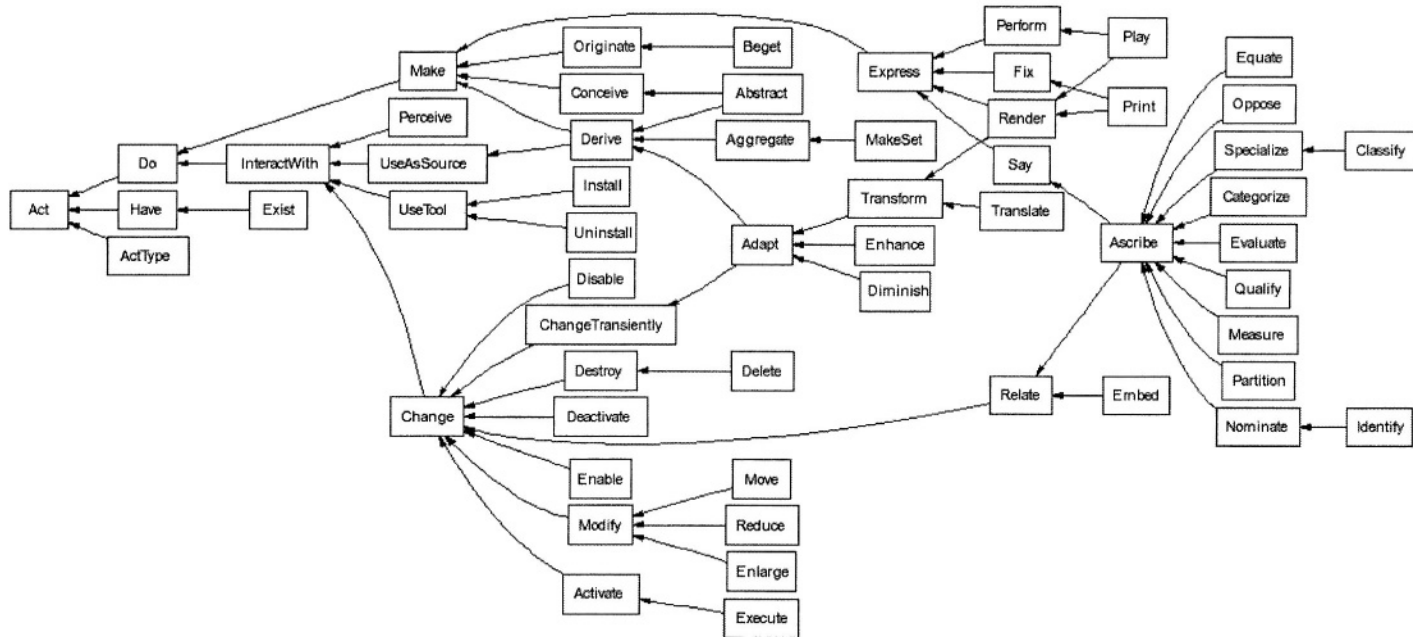 Act
Do
Have
ActType
Exist
Make
Perceive
InteractWith
UseAsSource
UseTool
Change
Originate
Conceive
Derive
Install
Uninstall
Disable
ChangeTransiently
Destroy
Deactivate
Enable
Modify
Activate
Beget
Abstract
Aggregate
MakeSet
Adapt
Delete
Move
Reduce
Enlarge
Execute
Express
Transform
Enhance
Diminish
Perform
Fix
Render
Say
Translate
Relate
Play
Print
Ascribe
Embed
Equate
Oppose
Specialize
Categorize
Evaluate
Qualify
Measure
Partition
Nominate
Classify
Identify